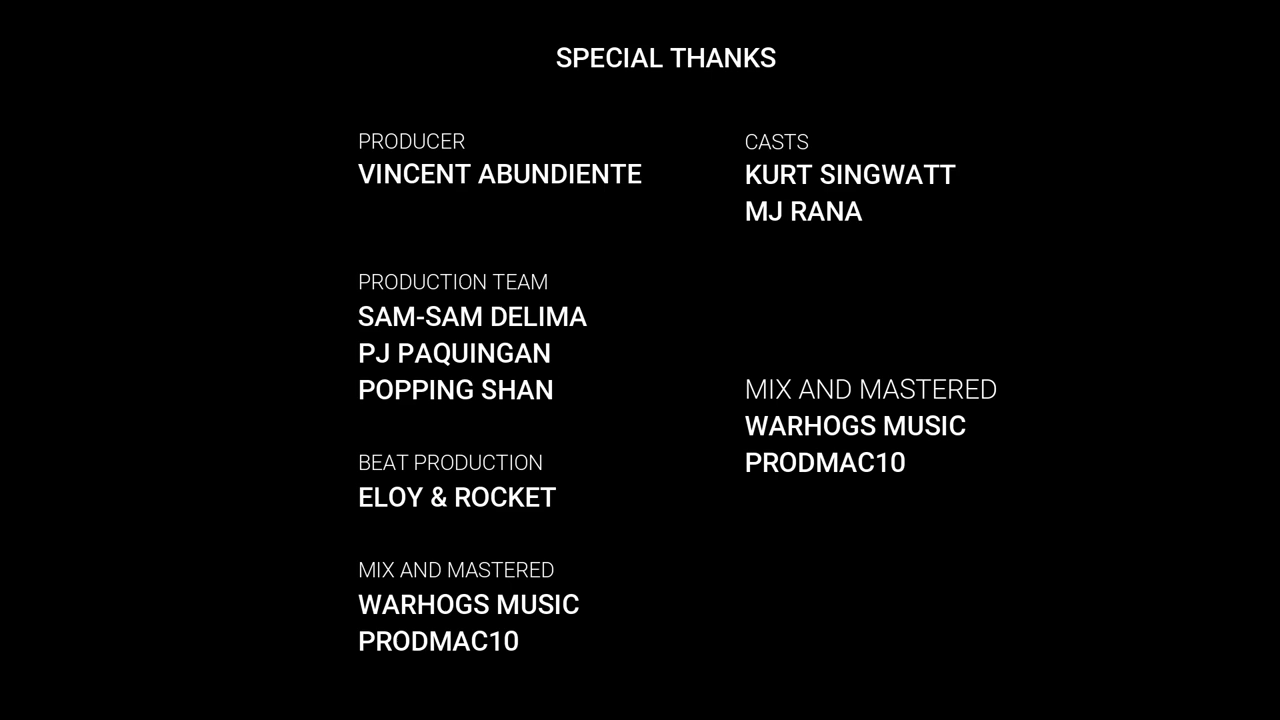 SPECIAL THANKS
PRODUCER
VINCENT ABUNDIENTE
PRODUCTION TEAM
SAM-SAM DELIMA
PJ PAQUINGAN
POPPING SHAN
BEAT PRODUCTION
ELOY & ROCKET
MIX AND MASTERED
WARHOGS MUSIC
PRODMAC10
CASTS
KURT SINGWATT
MJ RANA
MIX AND MASTERED
WARHOGS MUSIC
PRODMAC10